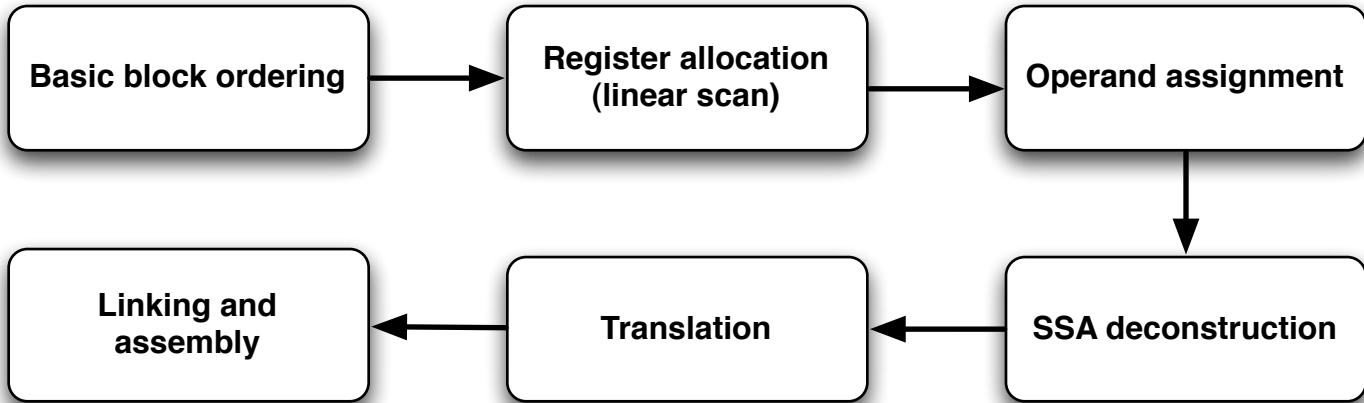 Basic block ordering
Register allocation
(linear scan)
Operand assignment
Linking and
assembly
Translation
SSA deconstruction